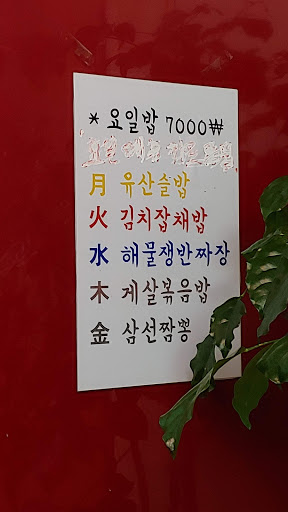 * 요일밥 7000₩
月 유산슬밥
火 김치잡채밥
水 해물쟁반짜장
木 게살볶음밥
金 삼선짬뽕